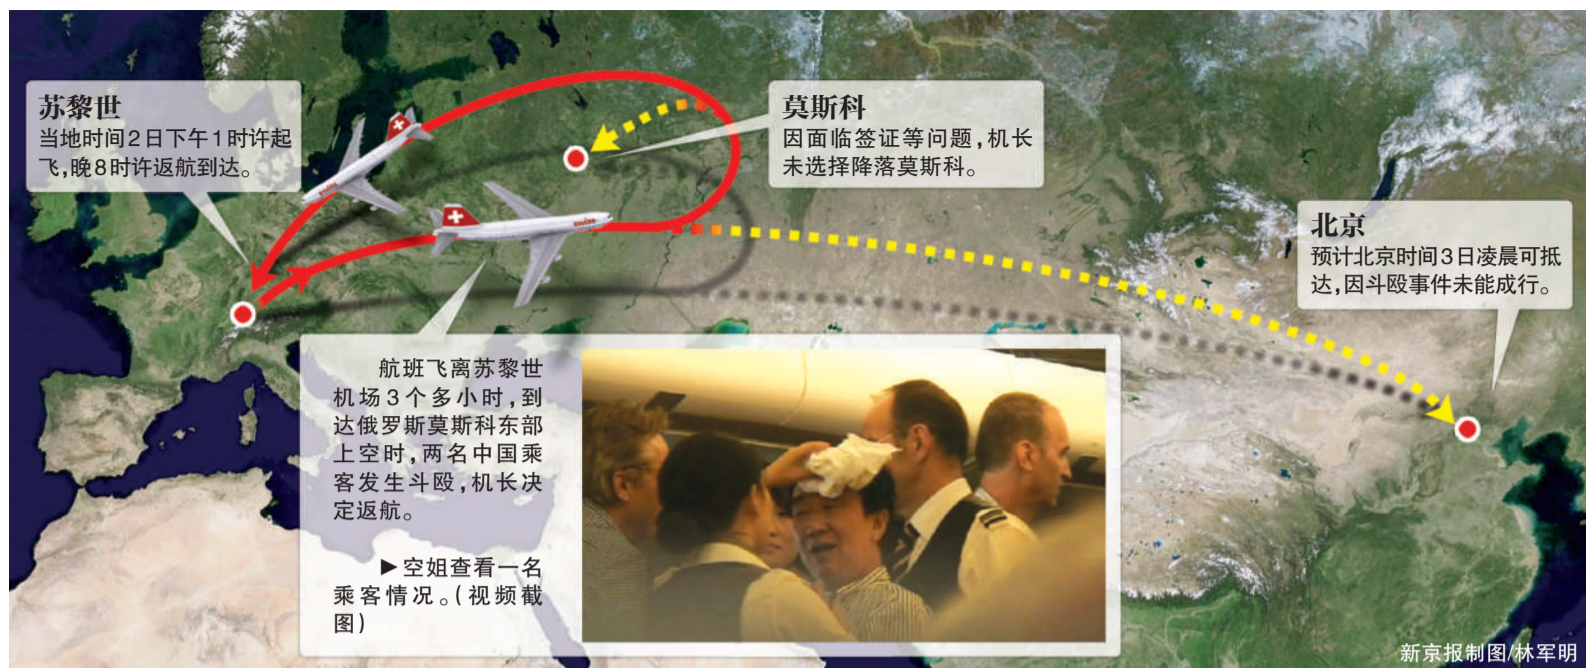 苏黎世
当地时间2日下午1时许起
飞,晚8时许返航到达。
莫斯科
因面临签证等问题,机长
未选择降落莫斯科。
北京
预计北京时间3日凌晨可抵
达,因斗殴事件未能成行。
swiss
swiss
航班飞离苏黎世
机场3个多小时,到
达俄罗斯莫斯科东部
上空时,两名中国乘
客发生斗殴,机长决
定返航。
▶空姐查看一名
乘客情况。(视频截
图)
新京报制图/林军明